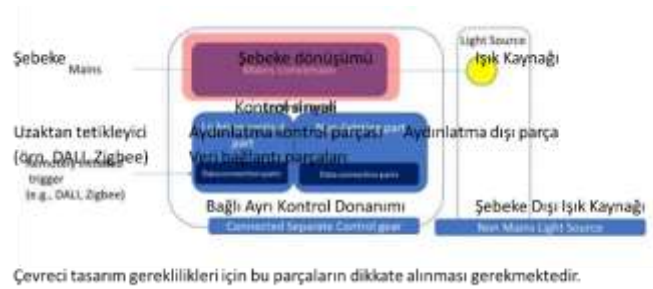 Light Source
Şebeke Şebeke dönüşümü Işık Kaynağı
Mains
Kontrol sinyali
Uzaktan tetikleyici Aydınlatma kontrol parçası Aydınlatma dışı parça
part
(örn. DALI, Zigbee) Veri bağlantı parçaları
trigger
(e.g., DALI, Zigbee)
Data connection parts Data connection parts
Bağlı Ayrı Kontrol Donanımı Şebeke Dışı Işık Kaynağı
Connected Separate Control gear Non Mains Light Source
Çevreci tasarım gereklilikleri için bu parçaların dikkate alınması gerekmektedir.